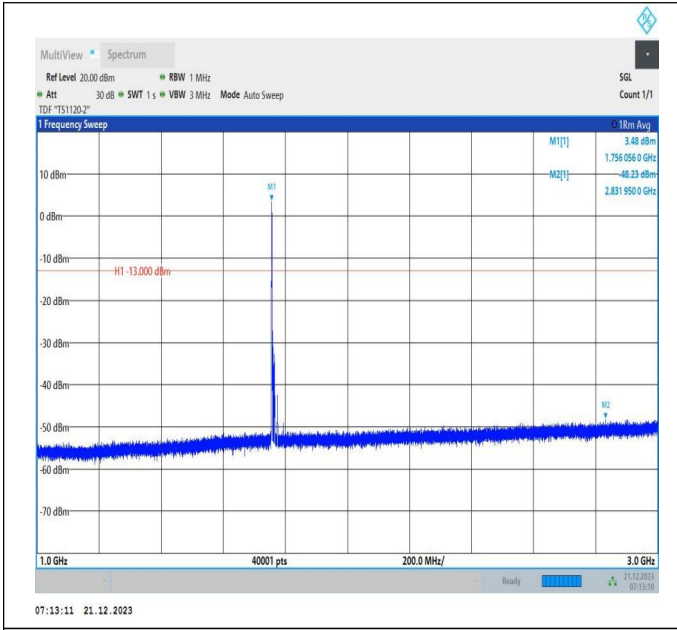 R&S
MultiView Spectrum
Ref Level 20.00 dBm RBW 1 MHz SGL
Att 30 dB SWT 1 s VBW 3 MHz Mode Auto Sweep Count 1/1
TDF "TS1120-2"
1 Frequency Sweep 1Rm Avg
M1[1] 3.48 dBm
1.756 056 0 GHz
10 dBm M2[1] -48.23 dBm
2.831 950 0 GHz
M1
0 dBm
-10 dBm
H1 -13.000 dBm
-20 dBm
-30 dBm
-40 dBm
M2
-50 dBm
-60 dBm
-70 dBm
1.0 GHz 40001 pts 200.0 MHz/ 3.0 GHz
Ready 21.12.2023
07:13:10
07:13:11 21.12.2023